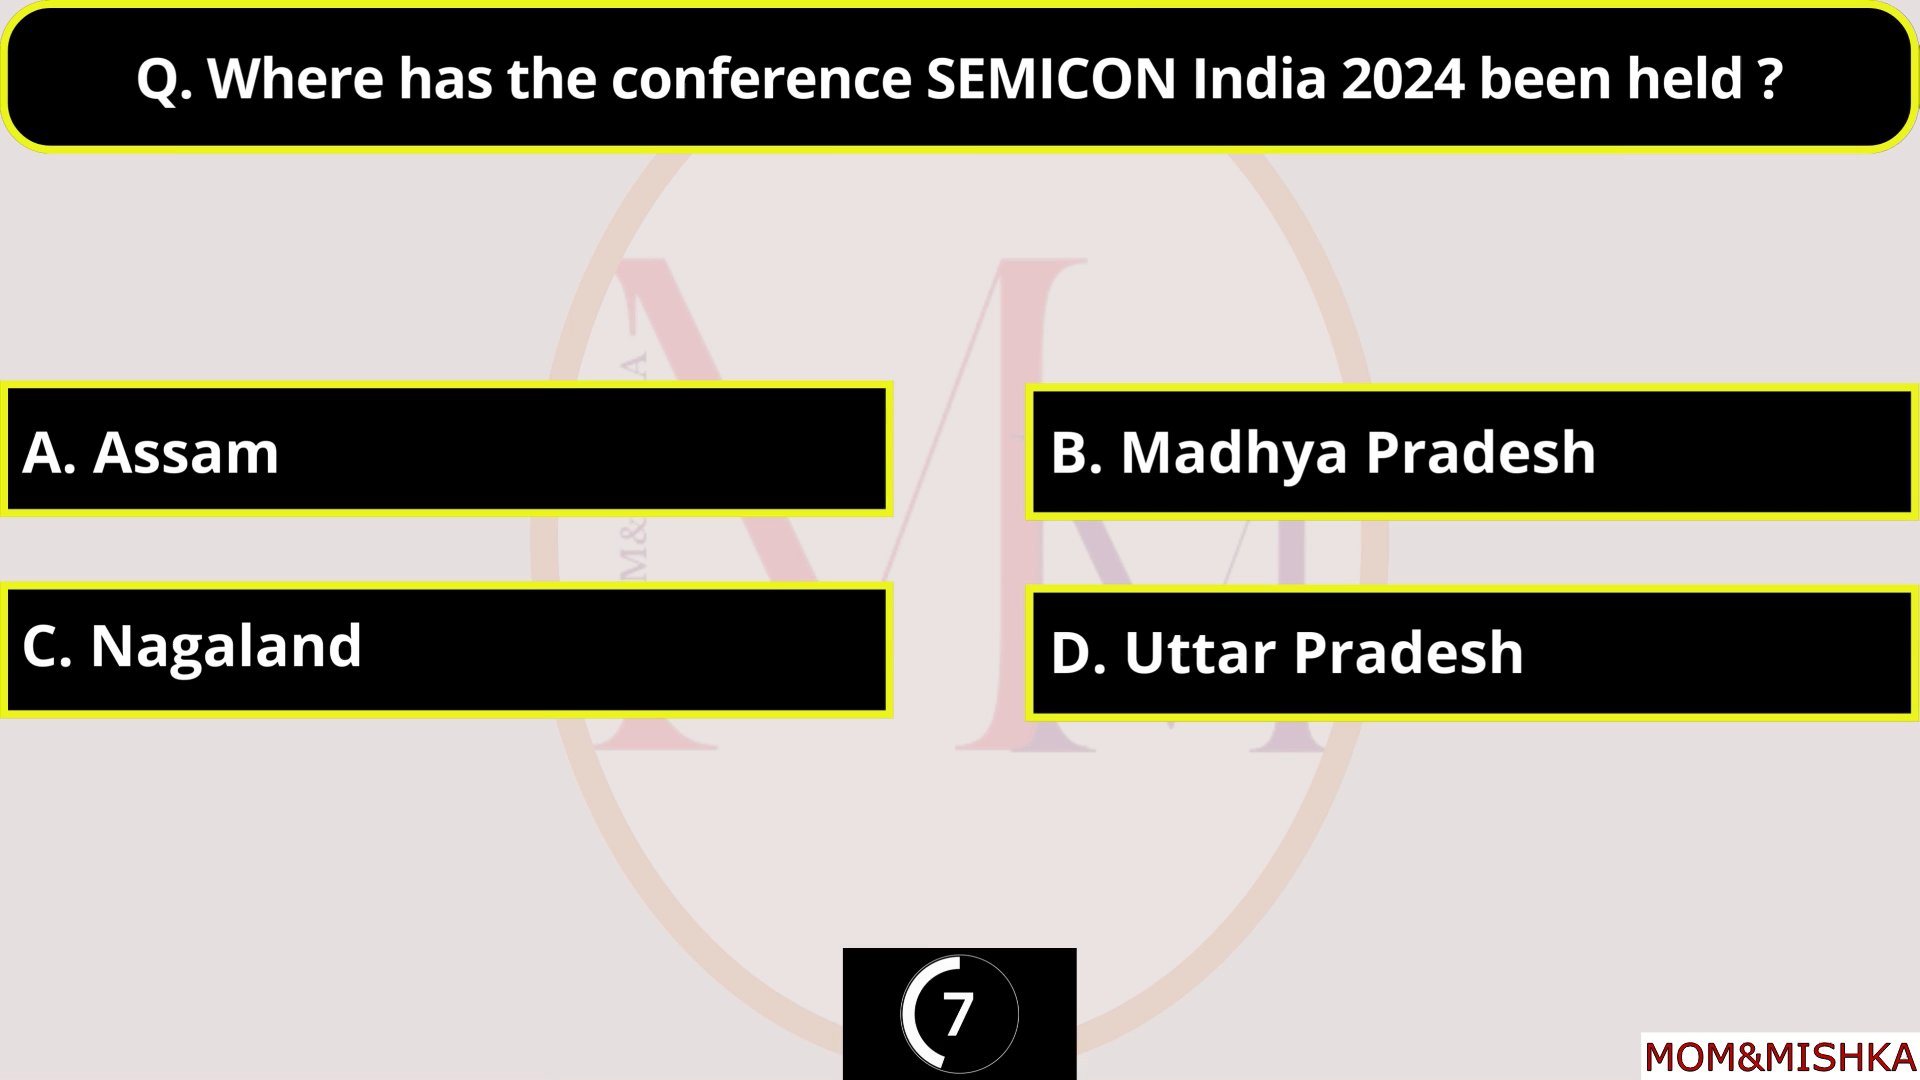 Q. Where has the conference SEMICON India 2024 been held ?
A. Assam
B. Madhya Pradesh
C. Nagaland
D. Uttar Pradesh
7
MOM&MISHKA